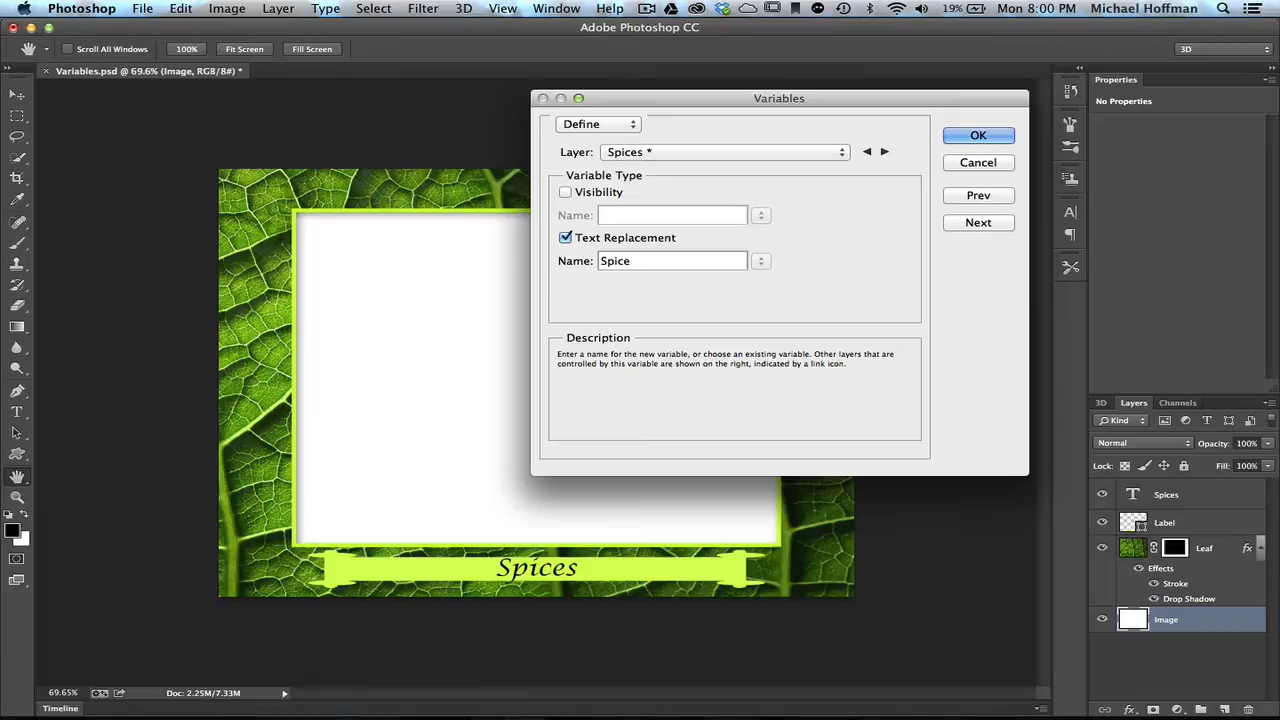 Photoshop File Edit Image Layer Type Select Filter 3D View Window Help 19% Mon 8:00 PM Michael Hoffman
Adobe Photoshop CC
Scroll All Windows 100% Fit Screen Fill Screen 3D
× Variables.psd @ 69.6% (Image, RGB/8#) *
Properties
No Properties
Variables
Define
OK
Layer: Spices *
Cancel
Variable Type
Visibility
Prev
Name:
Next
Text Replacement
Name: Spice
Description
Enter a name for the new variable, or choose an existing variable. Other layers that are
controlled by this variable are shown on the right, indicated by a link icon.
3D Layers Channels
Kind
Normal Opacity: 100%
Lock: Fill: 100%
T Spices
Label
Leaf fx
Effects
Stroke
Drop Shadow
Image
Spices
69.65% Doc: 2.25M/7.33M
Timeline